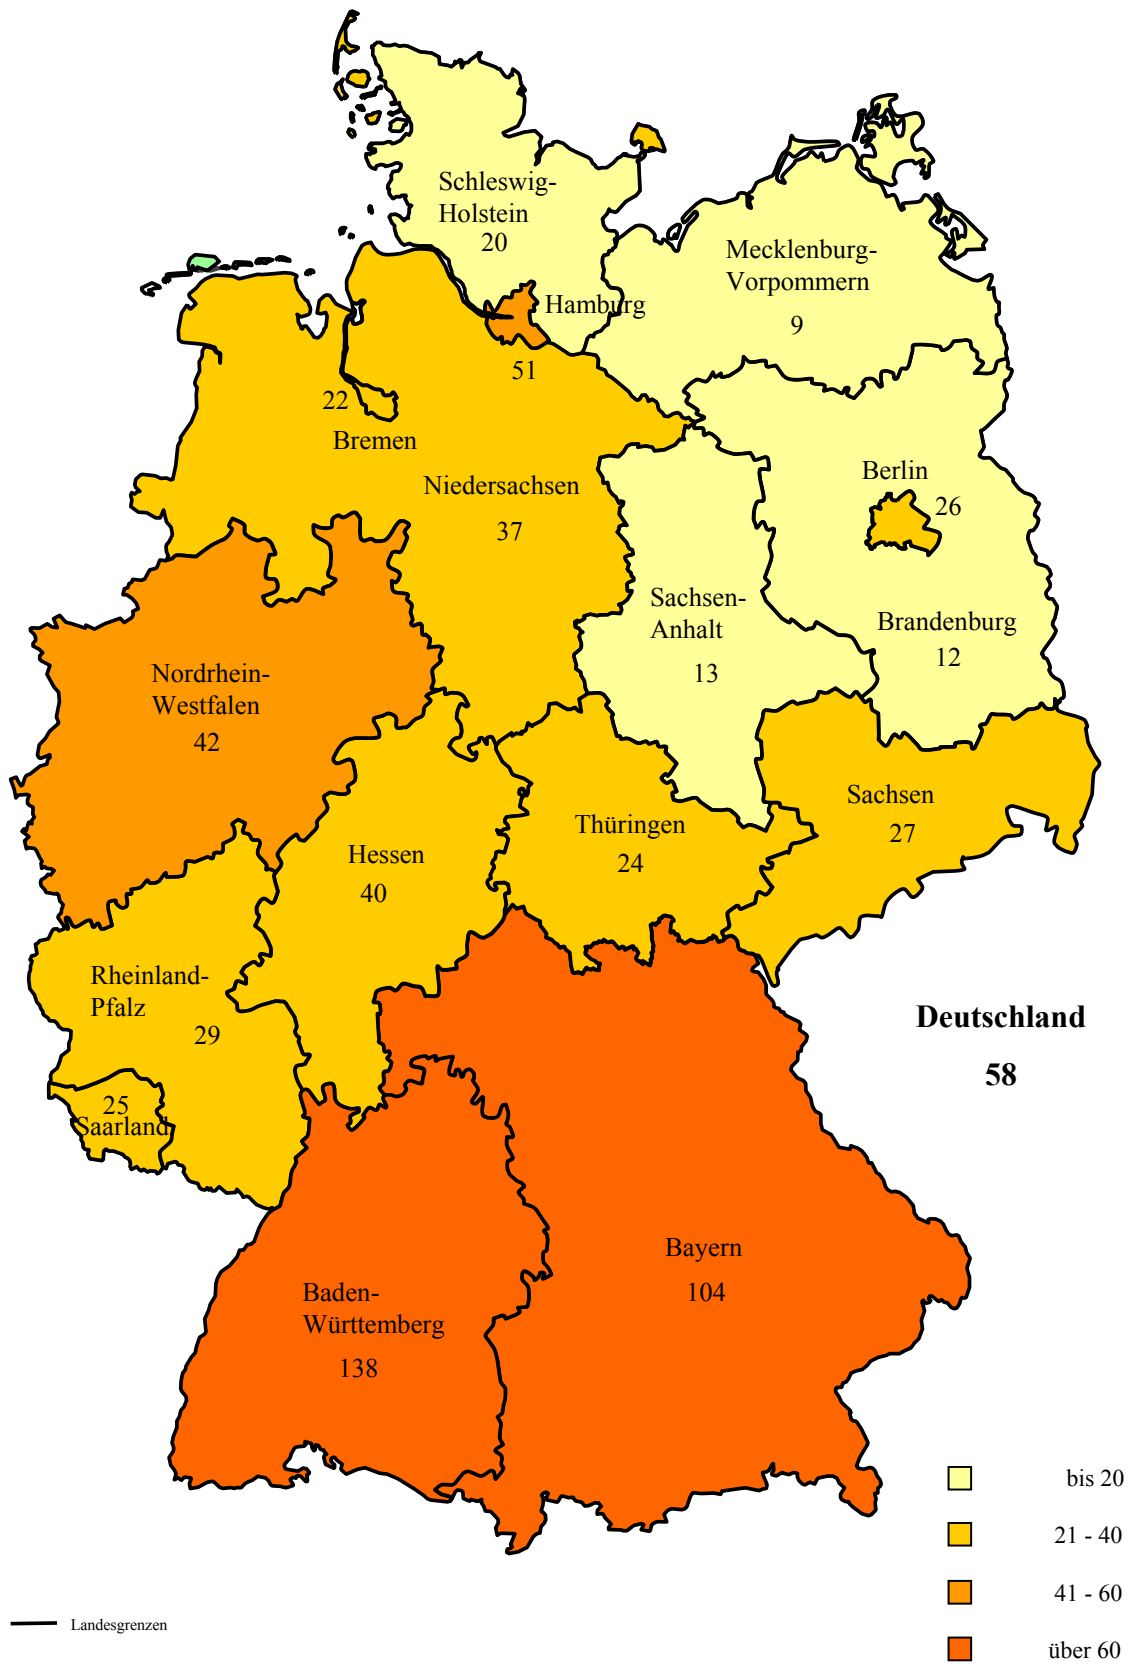 Schleswig-
Holstein
20
Mecklenburg-
Vorpommern
9
Hamburg
51
22
Bremen
Niedersachsen
37
Berlin
26
Sachsen-
Anhalt
13
Brandenburg
12
Nordrhein-
Westfalen
42
Sachsen
27
Thüringen
24
Hessen
40
Rheinland-
Pfalz
29
Deutschland
58
25
Saarland
Bayern
104
Baden-
Württemberg
138
bis 20
21 - 40
41 - 60
über 60
Landesgrenzen